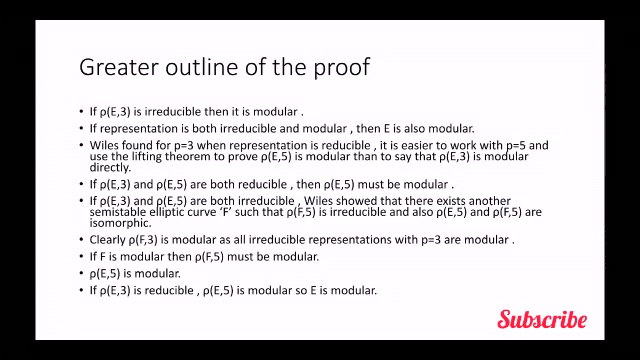 Greater outline of the proof
• If ρ(E,3) is irreducible then it is modular .
• If representation is both irreducible and modular , then E is also modular.
• Wiles found for p=3 when representation is reducible , it is easier to work with p=5 and
use the lifting theorem to prove ρ(E,5) is modular than to say that ρ(E,3) is modular
directly.
• If ρ(E,3) and ρ(E,5) are both reducible , then ρ(E,5) must be modular .
• If ρ(E,3) and ρ(E,5) are both irreducible , Wiles showed that there exists another
semistable elliptic curve ‘F’ such that ρ(F,5) is irreducible and also ρ(E,5) and ρ(F,5) are
isomorphic.
• Clearly ρ(F,3) is modular as all irreducible representations with p=3 are modular .
• If F is modular then ρ(F,5) must be modular.
• ρ(E,5) is modular.
• If ρ(E,3) is reducible , ρ(E,5) is modular so E is modular.
Subscribe